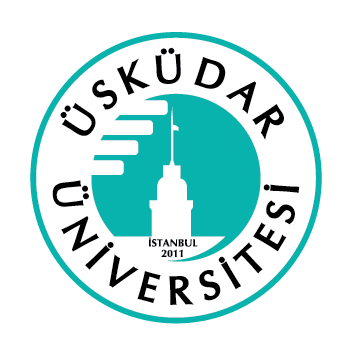 ÜSKÜDAR
ÜNİVERSİTESİ
İSTANBUL
2011